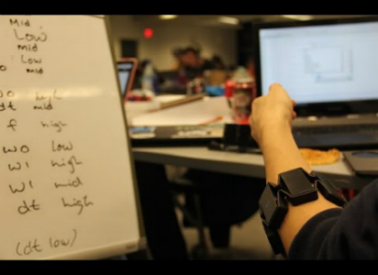 Mid
Low
mid
Low
mid
wo high
dt mid
f high
wo low
w1 high
w1 mid
dt high
(dt low)